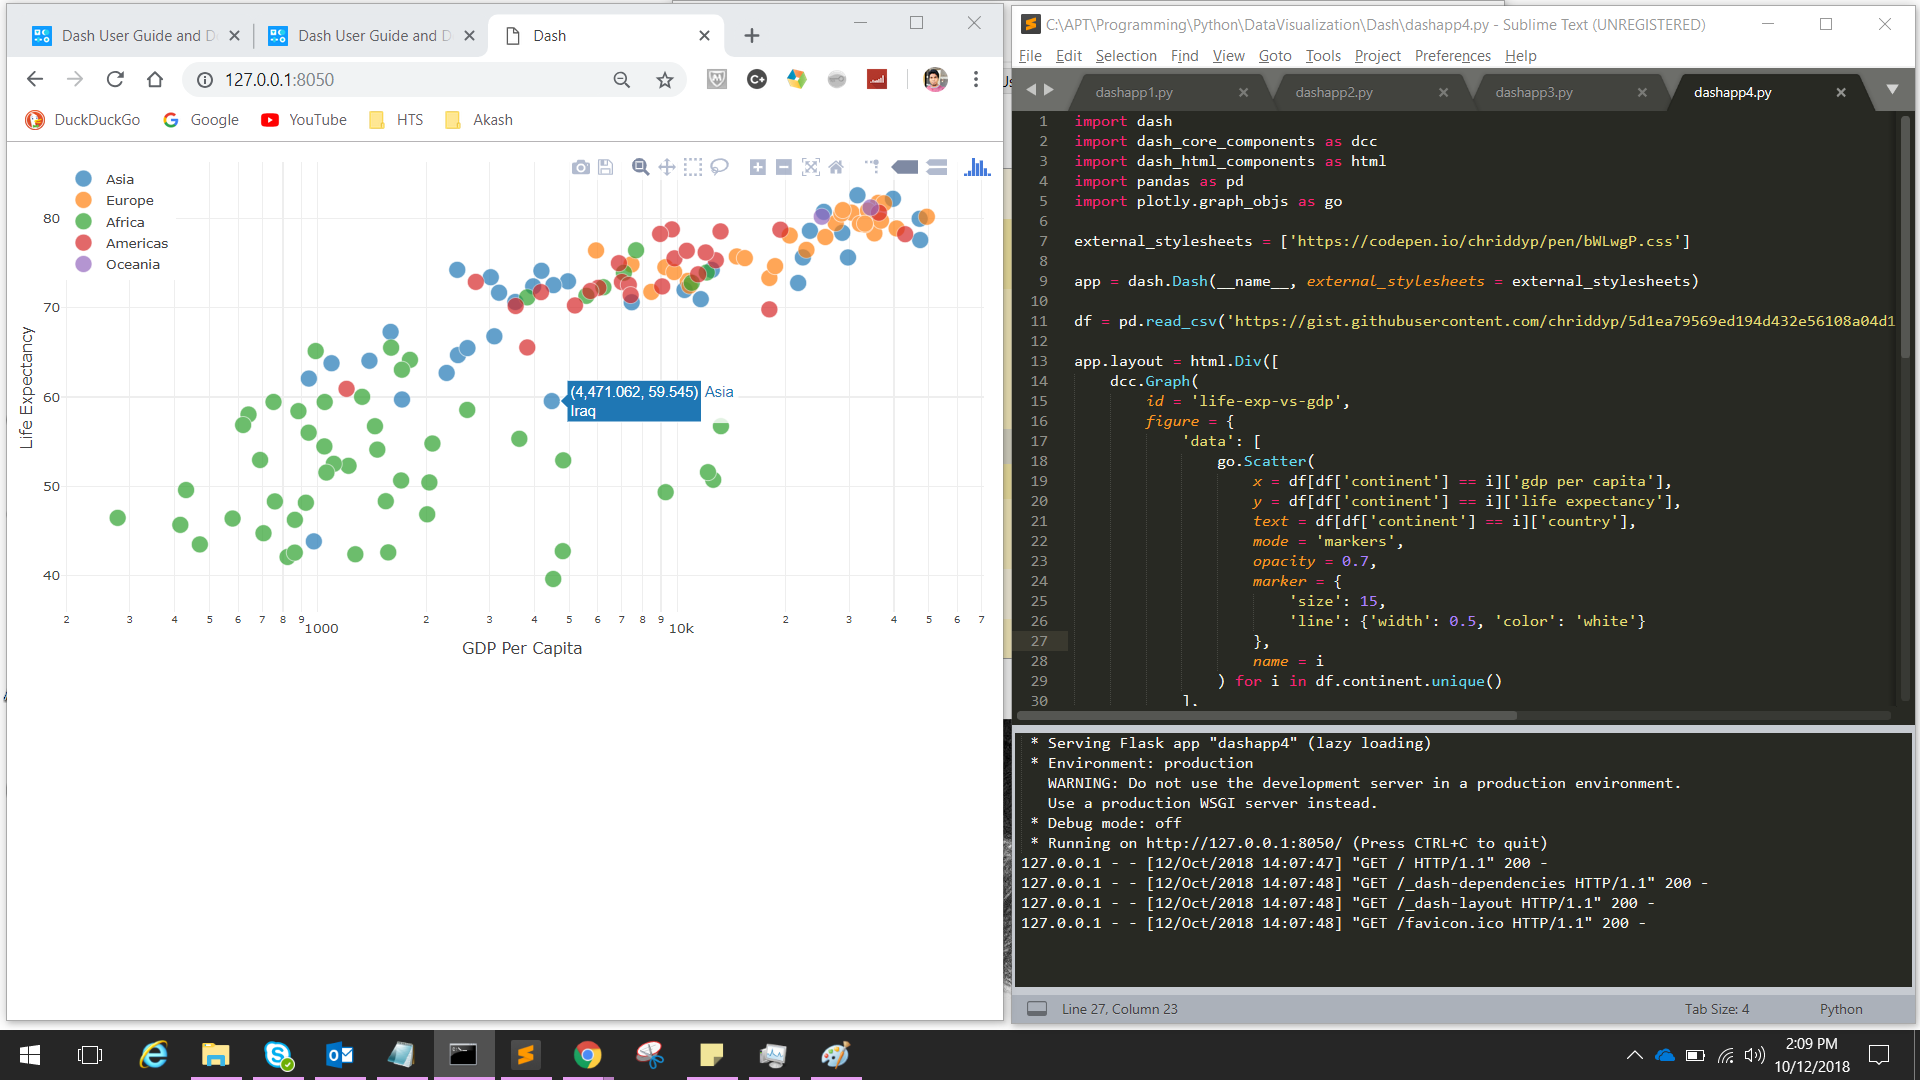 Dash User Guide and D
Dash User Guide and D
Dash
127.0.0.1:8050
DuckDuckGo
Google
YouTube
HTS
Akash
Asia
Europe
Africa
Americas
Oceania
80
70
60
50
40
Life Expectancy
(4,471.062, 59.545) Asia
Iraq
2 3 4 5 6 7 8 9 1000 2 3 4 5 6 7 8 9 10k 2 3 4 5 6 7
GDP Per Capita
C:\APT\Programming\Python\DataVisualization\Dash\dashapp4.py - Sublime Text (UNREGISTERED)
File Edit Selection Find View Goto Tools Project Preferences Help
dashapp1.py
dashapp2.py
dashapp3.py
dashapp4.py
1 import dash
2 import dash_core_components as dcc
3 import dash_html_components as html
4 import pandas as pd
5 import plotly.graph_objs as go
6
7 external_stylesheets = ['https://codepen.io/chriddyp/pen/bWLwgP.css']
8
9 app = dash.Dash(__name__, external_stylesheets = external_stylesheets)
10
11 df = pd.read_csv('https://gist.githubusercontent.com/chriddyp/5d1ea79569ed194d432e56108a04d1
12
13 app.layout = html.Div([
14 dcc.Graph(
15 id = 'life-exp-vs-gdp',
16 figure = {
17 'data': [
18 go.Scatter(
19 x = df[df['continent'] == i]['gdp per capita'],
20 y = df[df['continent'] == i]['life expectancy'],
21 text = df[df['continent'] == i]['country'],
22 mode = 'markers',
23 opacity = 0.7,
24 marker = {
25 'size': 15,
26 'line': {'width': 0.5, 'color': 'white'}
27 },
28 name = i
29 ) for i in df.continent.unique()
30 ],
* Serving Flask app "dashapp4" (lazy loading)
* Environment: production
WARNING: Do not use the development server in a production environment.
Use a production WSGI server instead.
* Debug mode: off
* Running on http://127.0.0.1:8050/ (Press CTRL+C to quit)
127.0.0.1 - - [12/Oct/2018 14:07:47] "GET / HTTP/1.1" 200 -
127.0.0.1 - - [12/Oct/2018 14:07:48] "GET /_dash-dependencies HTTP/1.1" 200 -
127.0.0.1 - - [12/Oct/2018 14:07:48] "GET /_dash-layout HTTP/1.1" 200 -
127.0.0.1 - - [12/Oct/2018 14:07:48] "GET /favicon.ico HTTP/1.1" 200 -
Line 27, Column 23
Tab Size: 4
Python
2:09 PM
10/12/2018